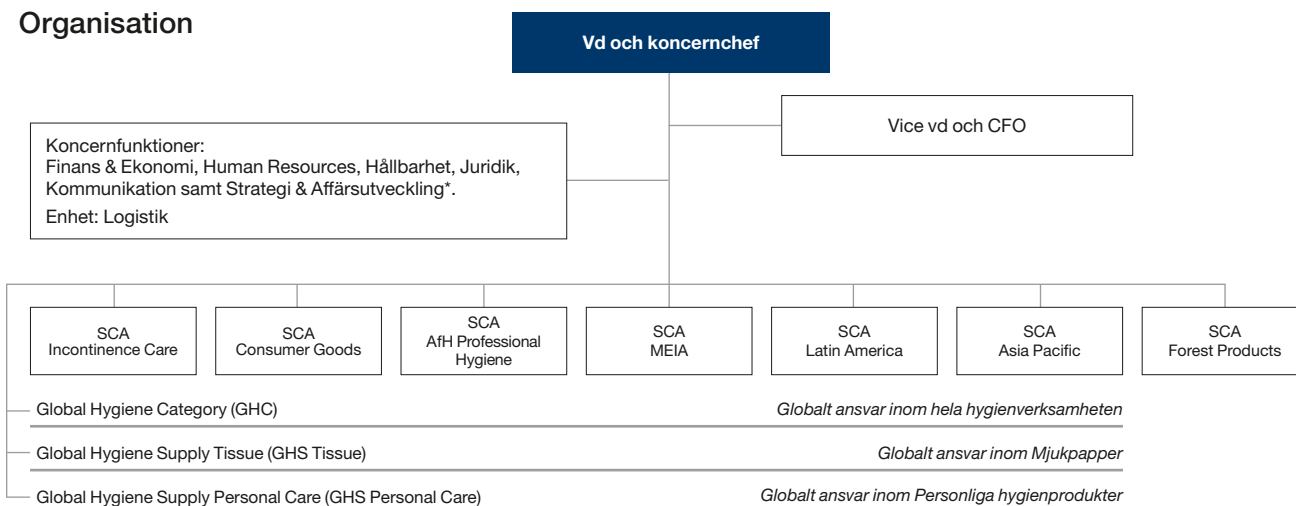 Organisation
Vd och koncernchef
Vice vd och CFO
Koncernfunktioner:
Finans & Ekonomi, Human Resources, Hållbarhet, Juridik,
Kommunikation samt Strategi & Affärsutveckling*.
Enhet: Logistik
SCA
Incontinence Care
SCA
Consumer Goods
SCA
AfH Professional
Hygiene
SCA
MEIA
SCA
Latin America
SCA
Asia Pacific
SCA
Forest Products
Global Hygiene Category (GHC)
Globalt ansvar inom hela hygienverksamheten
Global Hygiene Supply Tissue (GHS Tissue)
Globalt ansvar inom Mjukpapper
Global Hygiene Supply Personal Care (GHS Personal Care)
Globalt ansvar inom Personliga hygienprodukter